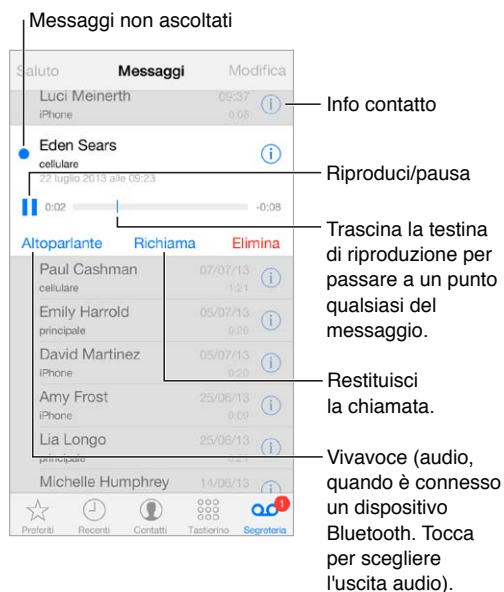 Messaggi non ascoltati
Saluto Messaggi Modifica
Luci Meinerth 09:37
iPhone 0:08
Info contatto
Eden Sears
cellulare
22 luglio 2013 alle 09:23
Riproduci/pausa
0:02 -0:08
Trascina la testina
di riproduzione per
passare a un punto
qualsiasi del
messaggio.
Altoparlante Richiama Elimina
Paul Cashman 07/07/13
cellulare 1:21
Emily Harrold 05/07/13
principale 0:26
David Martinez 05/07/13
iPhone 0:20
Restituisci
la chiamata.
Amy Frost 25/06/13
iPhone 0:09
Lia Longo 25/06/13
principale
Michelle Humphrey 14/06/13
Vivavoce (audio,
quando è connesso
un dispositivo
Bluetooth. Tocca
per scegliere
l'uscita audio).
1
Preferiti Recenti Contatti Tastierino Segreteria